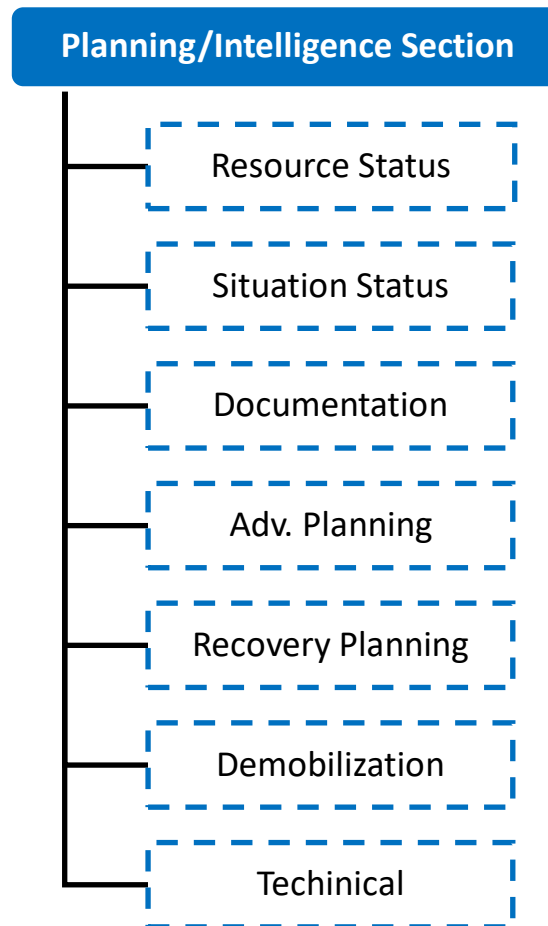 Planning/Intelligence Section
Resource Status
Situation Status
Documentation
Adv. Planning
Recovery Planning
Demobilization
Techinical